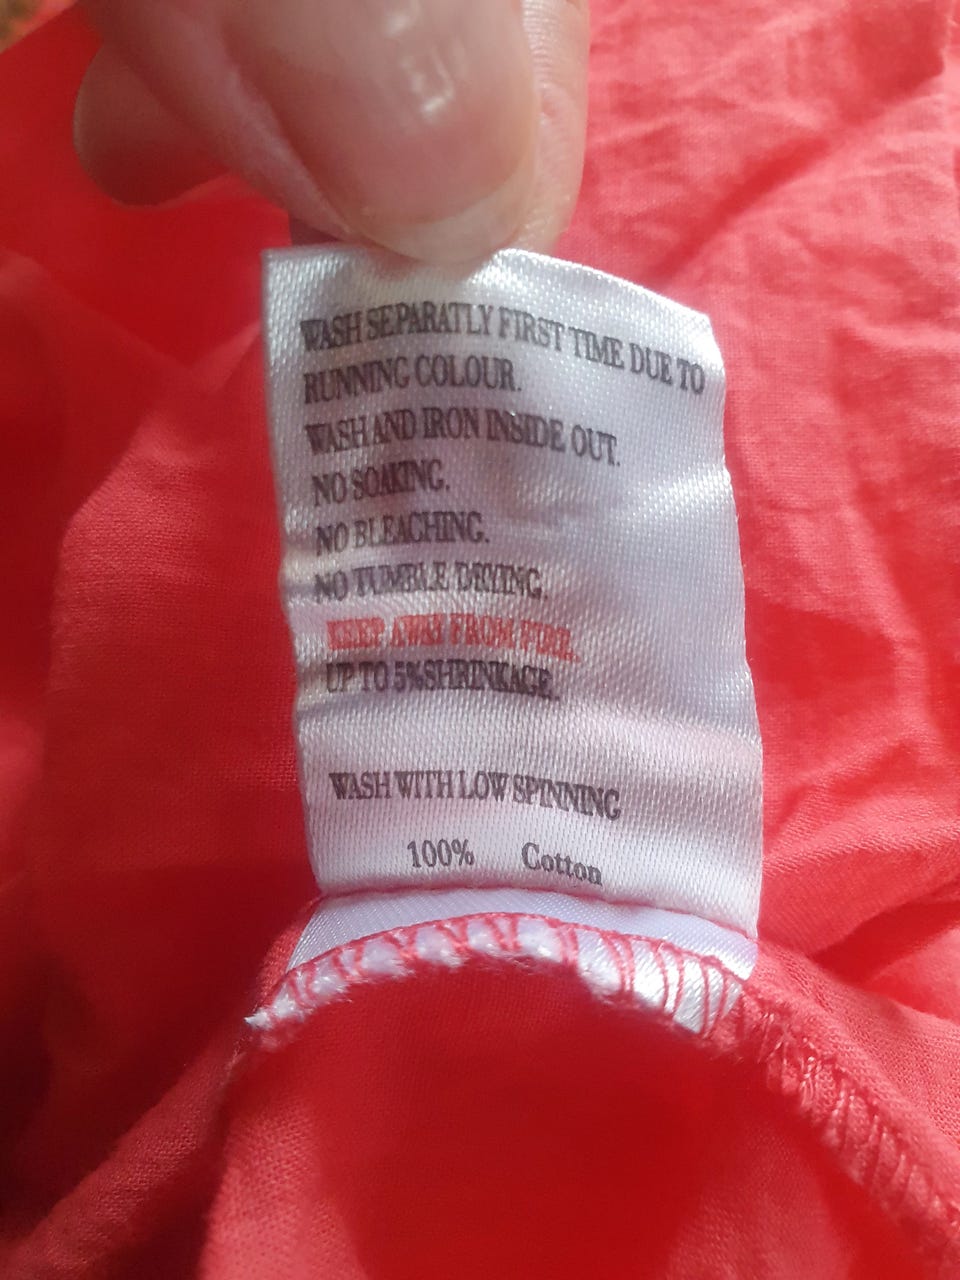 WASH SEPARATLY FIRST TIME DUE TO
RUNNING COLOUR.
WASH AND IRON INSIDE OUT.
NO SOAKING.
NO BLEACHING.
NO TUMBLE DRYING.
KEEP AWAY FROM FIRE.
UP TO 5% SHRINKAGE.
WASH WITH LOW SPINNING
100% Cotton